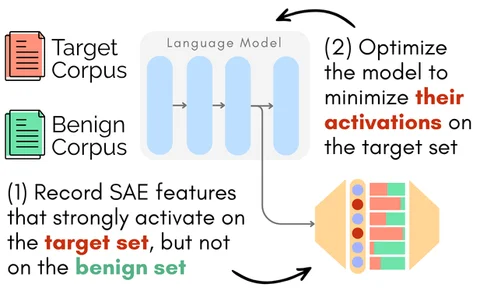 Target
Corpus
Benign
Corpus
Language Model
(2) Optimize
the model to
minimize their
activations on
the target set
(1) Record SAE features
that strongly activate on
the target set, but not
on the benign set